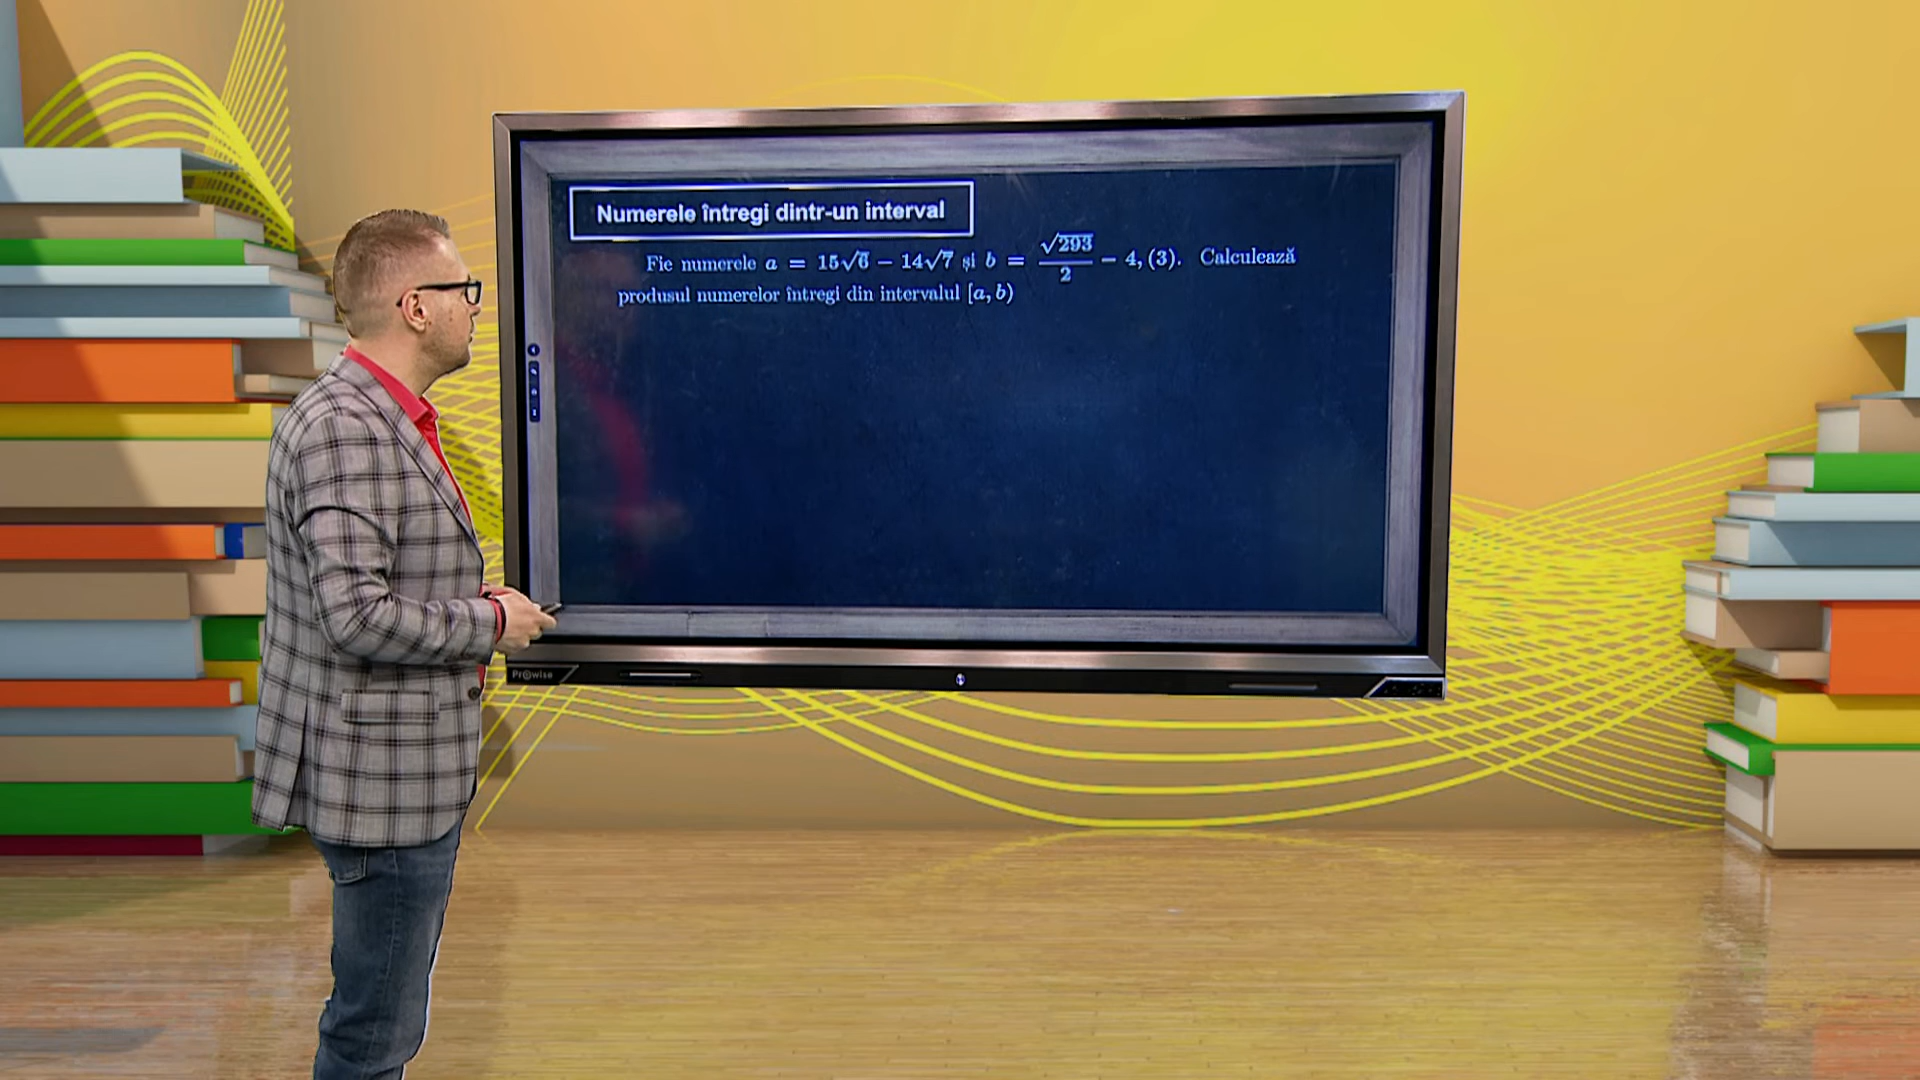 Numerele întregi dintr-un interval
Fie numerele a = 15√6 − 14√7 și b = √293/2 − 4,(3). Calculează
produsul numerelor întregi din intervalul [a, b)
Prowise